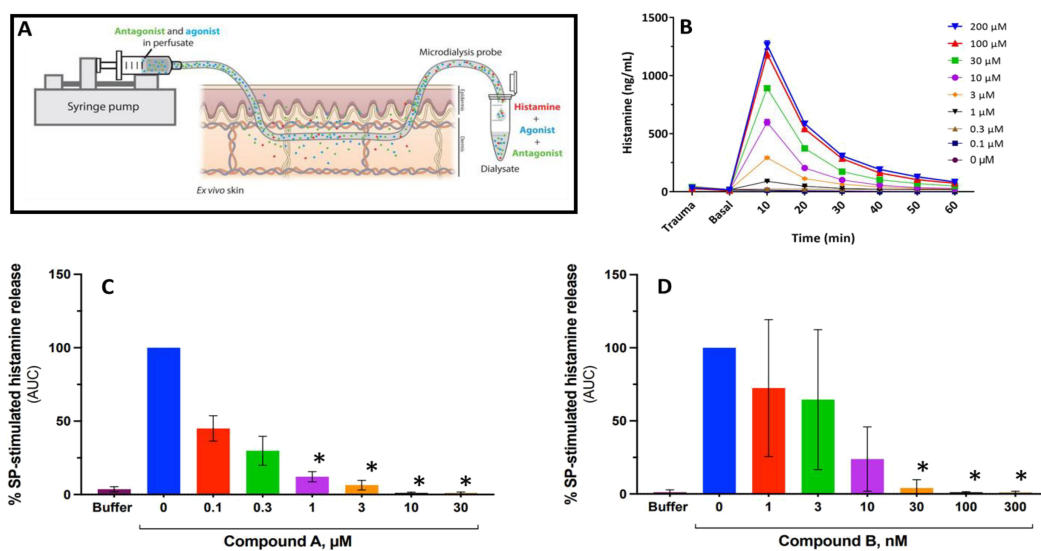 A
Antagonist and agonist
in perfusate
Syringe pump
Microdialysis probe
Epidermis
Dermis
Histamine
+
Agonist
+
Antagonist
Dialysate
Ex vivo skin
B
Histamine (ng/mL)
1500
1000
500
0
Trauma
Basal
10
20
30
40
50
60
Time (min)
200 µM
100 µM
30 µM
10 µM
3 µM
1 µM
0.3 µM
0.1 µM
0 µM
C
% SP-stimulated histamine release
(AUC)
150
100
50
0
* * * *
Buffer 0 0.1 0.3 1 3 10 30
Compound A, µM
D
% SP-stimulated histamine release
(AUC)
150
100
50
0
* * *
Buffer 0 1 3 10 30 100 300
Compound B, nM